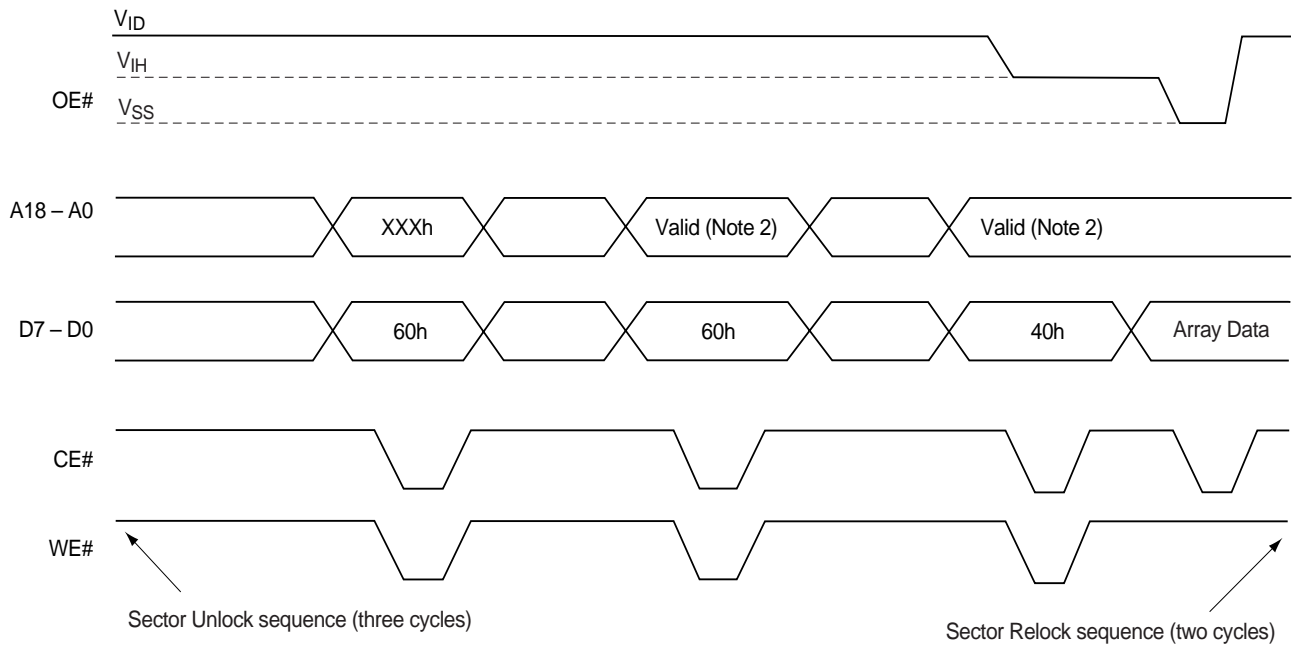 VID
VIH
OE#
VSS
A18 – A0
XXXh
Valid (Note 2)
Valid (Note 2)
D7 – D0
60h
60h
40h
Array Data
CE#
WE#
Sector Unlock sequence (three cycles)
Sector Relock sequence (two cycles)